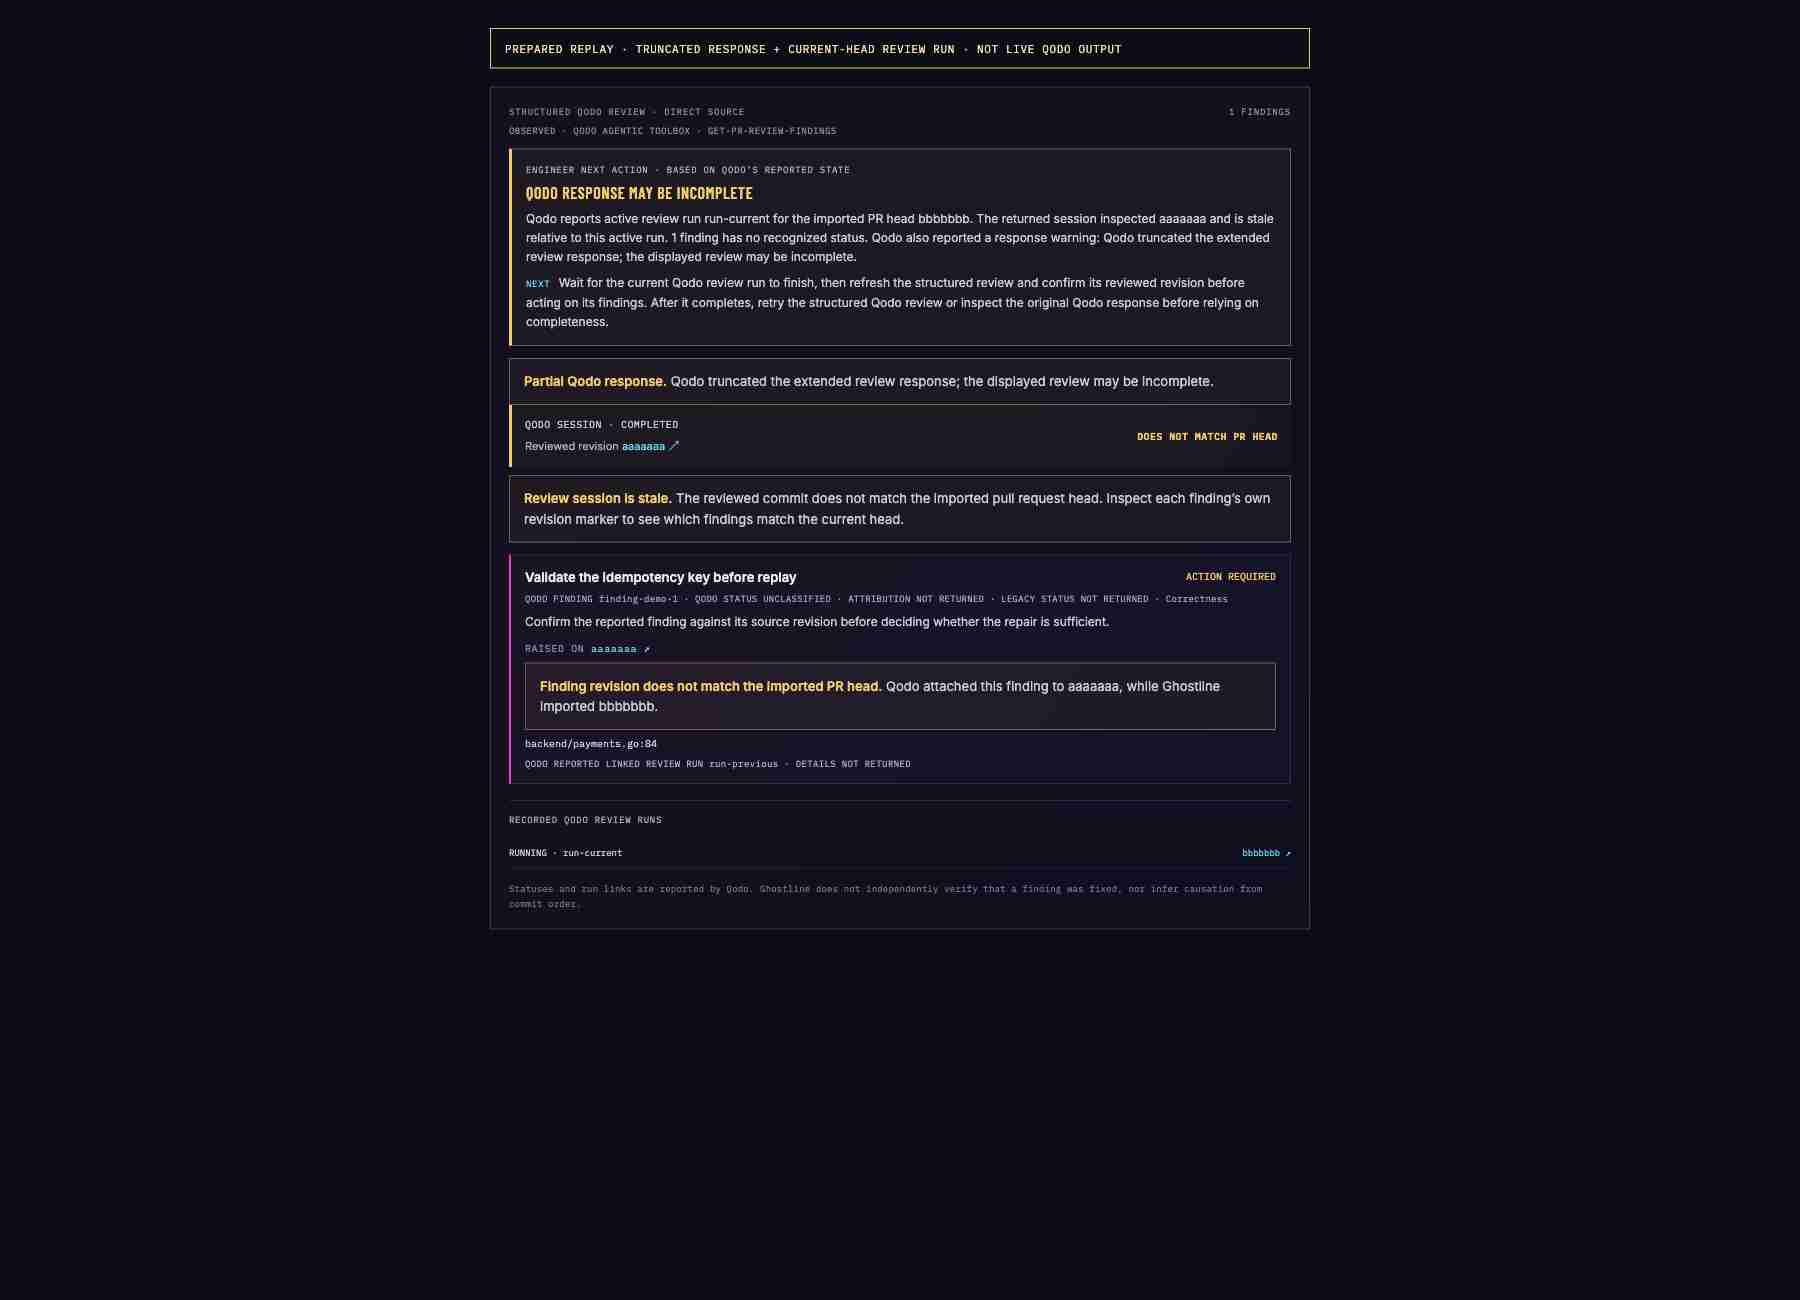 PREPARED REPLAY · TRUNCATED RESPONSE + CURRENT-HEAD REVIEW RUN · NOT LIVE QODO OUTPUT
STRUCTURED QODO REVIEW · DIRECT SOURCE
1 FINDINGS
OBSERVED · QODO AGENTIC TOOLBOX · GET-PR-REVIEW-FINDINGS
ENGINEER NEXT ACTION · BASED ON QODO'S REPORTED STATE
QODO RESPONSE MAY BE INCOMPLETE
Qodo reports active review run run-current for the imported PR head bbbbbbb. The returned session inspected aaaaaaa and is stale
relative to this active run. 1 finding has no recognized status. Qodo also reported a response warning: Qodo truncated the extended
review response; the displayed review may be incomplete.
NEXT Wait for the current Qodo review run to finish, then refresh the structured review and confirm its reviewed revision before
acting on its findings. After it completes, retry the structured Qodo review or inspect the original Qodo response before relying on
completeness.
Partial Qodo response. Qodo truncated the extended review response; the displayed review may be incomplete.
QODO SESSION · COMPLETED
Reviewed revision aaaaaaa ↗
DOES NOT MATCH PR HEAD
Review session is stale. The reviewed commit does not match the imported pull request head. Inspect each finding's own
revision marker to see which findings match the current head.
Validate the idempotency key before replay
ACTION REQUIRED
QODO FINDING finding-demo-1 · QODO STATUS UNCLASSIFIED · ATTRIBUTION NOT RETURNED · LEGACY STATUS NOT RETURNED · Correctness
Confirm the reported finding against its source revision before deciding whether the repair is sufficient.
RAISED ON aaaaaaa ↗
Finding revision does not match the imported PR head. Qodo attached this finding to aaaaaaa, while Ghostline
imported bbbbbbb.
backend/payments.go:84
QODO REPORTED LINKED REVIEW RUN run-previous · DETAILS NOT RETURNED
RECORDED QODO REVIEW RUNS
RUNNING · run-current
bbbbbbb ↗
Statuses and run links are reported by Qodo. Ghostline does not independently verify that a finding was fixed, nor infer causation from
commit order.